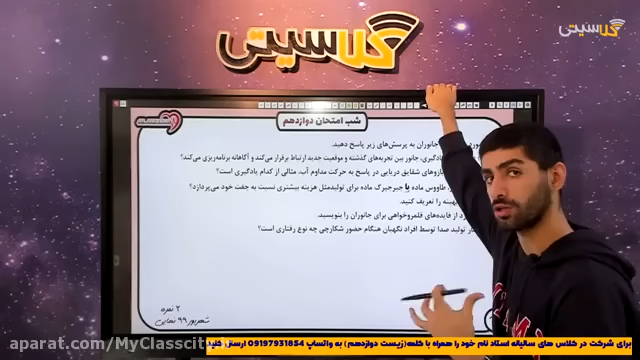 کلاسیتی
کلاسیتی
شب امتحان دوازدهم
جانوران به پرسش‌های زیر پاسخ دهید.
یادگیری، جانور بین تجربه‌های گذشته و موقعیت جدید ارتباط برقرار می‌کند و آگاهانه برنامه‌ریزی می‌کند؟
بازوهای شقایق دریایی در پاسخ به حرکت مداوم آب، مثالی از کدام یادگیری است؟
طاووس ماده یا جیرجیرک ماده برای تولیدمثل هزینه بیشتری نسبت به جفت خود می‌پردازد؟
بهینه را تعریف کنید.
از فایده‌های قلمروخواهی برای جانوران را بنویسید.
تولید صدا توسط افراد نگهبان هنگام حضور شکارچی چه نوع رفتاری است؟
۲ نمره
شهریور ۹۹ نهایی
aparat.com/MyClasscity
برای شرکت در کلاس های سالیانه استاد نام خود را همراه با کلمه(زیست دوازدهم) به واتساپ 09197931854 ارسال کنید